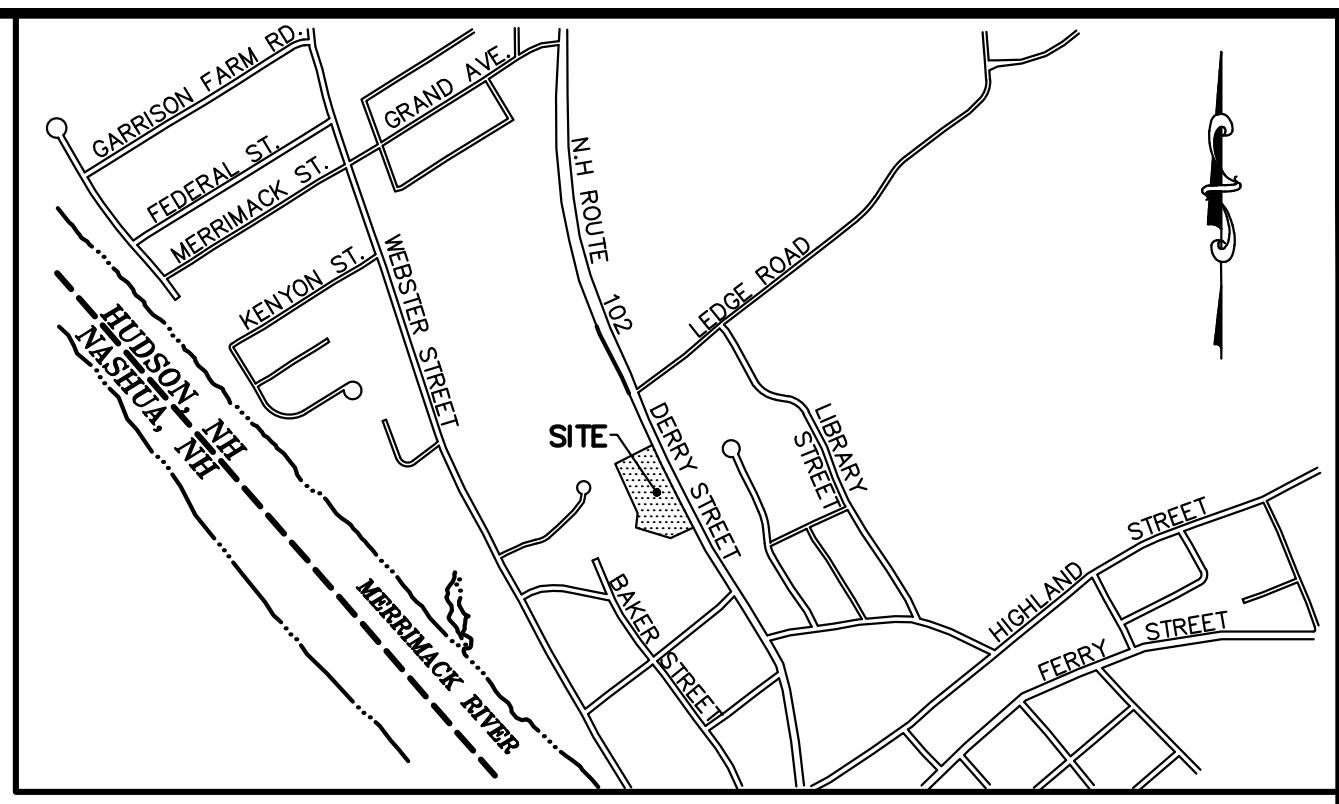 GARRISON FARM RD.
GRAND AVE.
FEDERAL ST.
MERRIMACK ST.
N.H ROUTE 102
KENYON ST.
WEBSTER STREET
LEDGE ROAD
HUDSON, NH
NASHUA, NH
SITE
DERRY STREET
LIBRARY STREET
HIGHLAND STREET
BAKER STREET
MERRIMACK RIVER
FERRY STREET